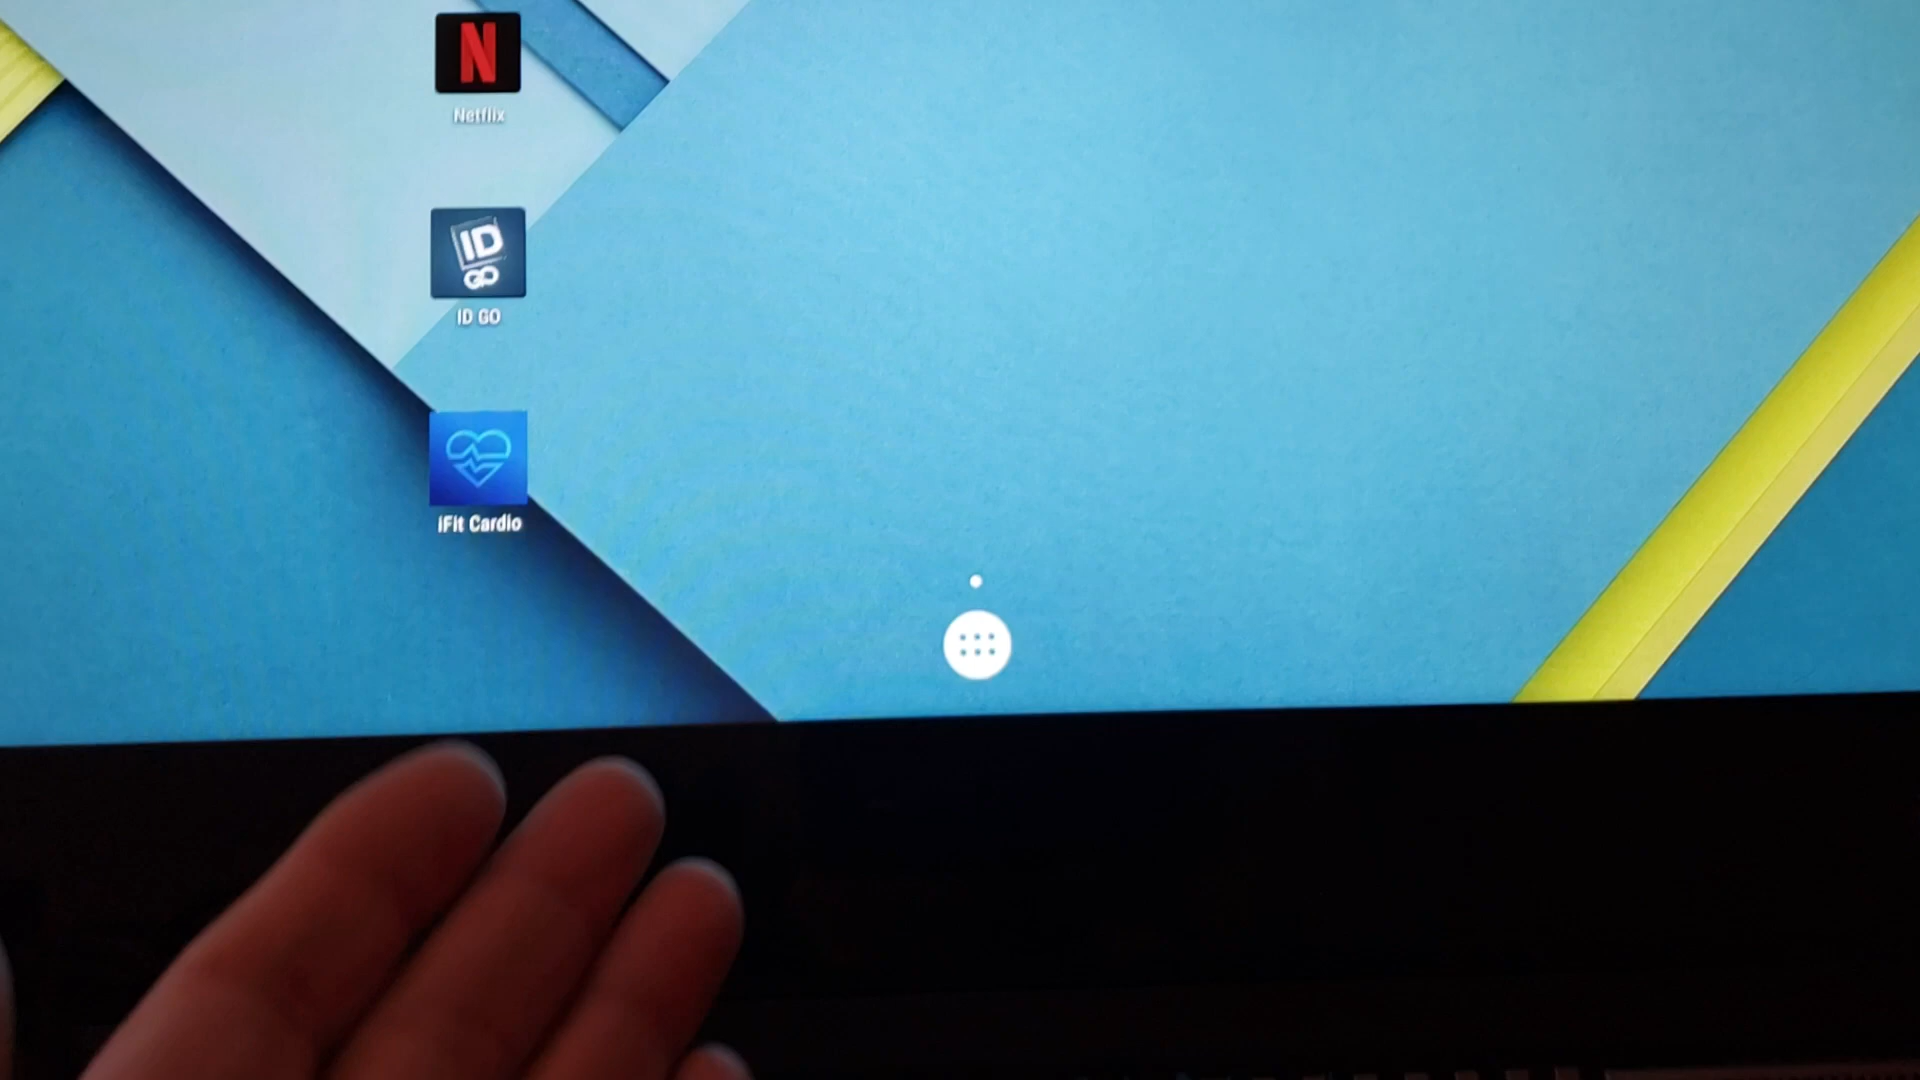 N
Netflix
ID
GO
ID GO
iFit Cardio